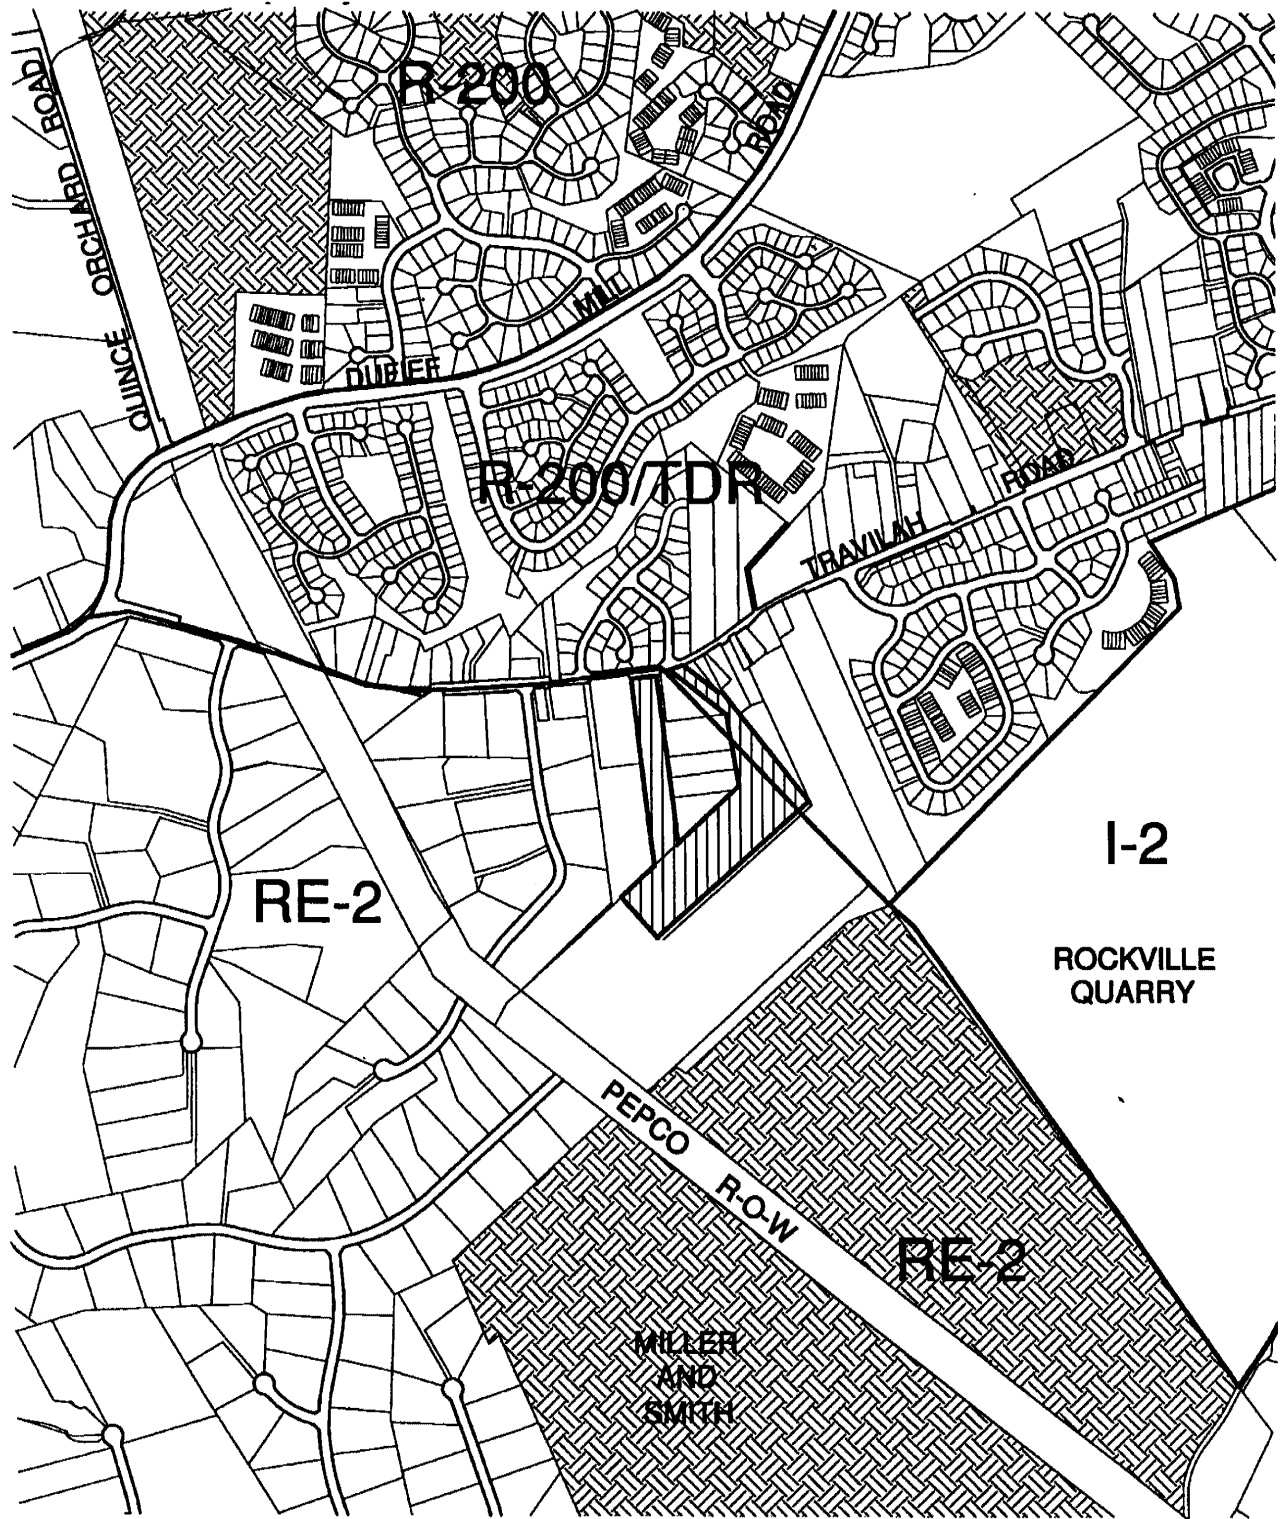 R-200
ROAD
QUINCE ORCHARD ROAD
MILL
DUFIEF
R-200/TDR
ROAD
TRAVILAH
I-2
RE-2
ROCKVILLE
QUARRY
PEPCO R-O-W
RE-2
MILLER
AND
SMITH